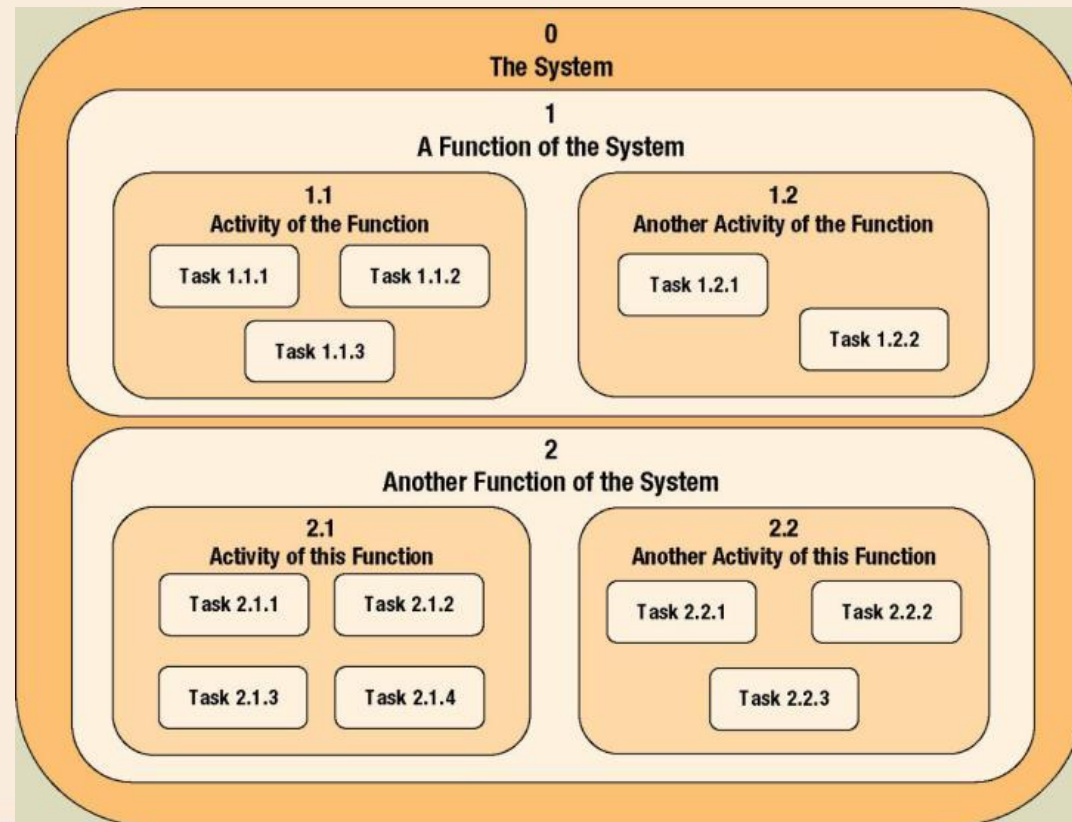 0
The System
1
A Function of the System
1.1
Activity of the Function
Task 1.1.1
Task 1.1.2
Task 1.1.3
1.2
Another Activity of the Function
Task 1.2.1
Task 1.2.2
2
Another Function of the System
2.1
Activity of this Function
Task 2.1.1
Task 2.1.2
Task 2.1.3
Task 2.1.4
2.2
Another Activity of this Function
Task 2.2.1
Task 2.2.2
Task 2.2.3